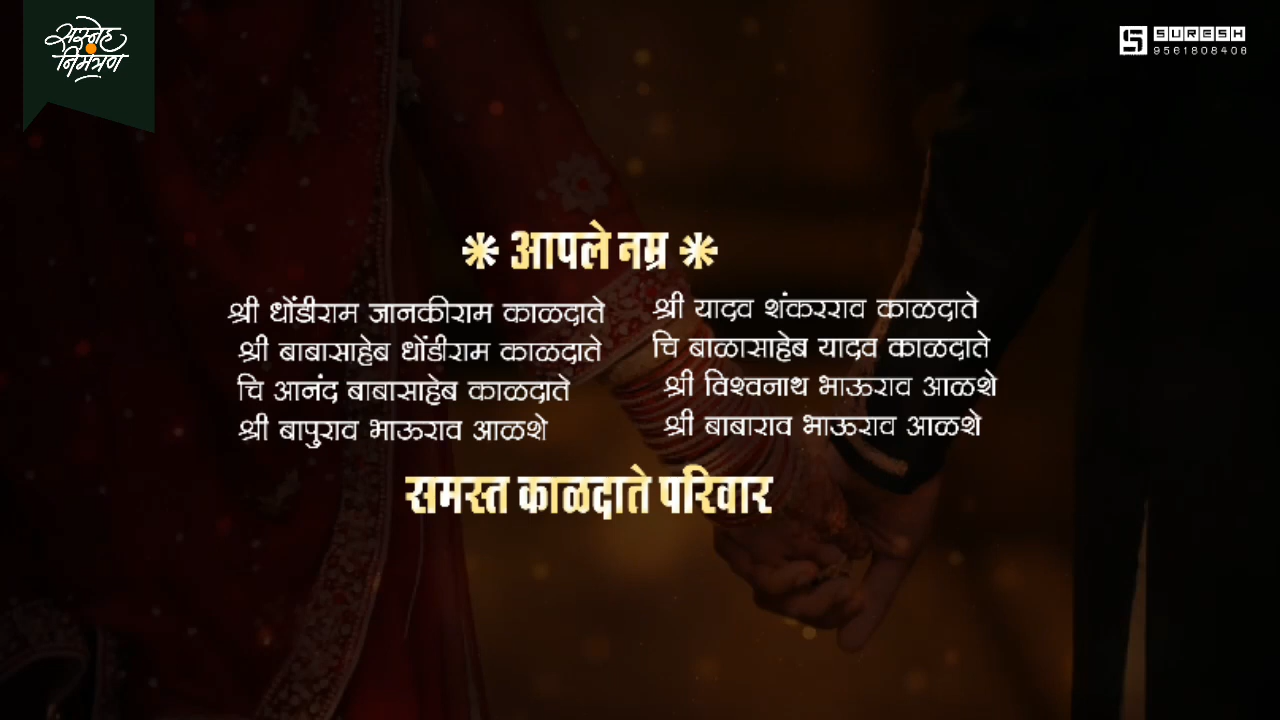 सस्नेह
निमंत्रण
SURESH
9561808408
आपले नम्र
श्री धोंडीराम जानकीराम काळदाते
श्री बाबासाहेब धोंडीराम काळदाते
चि आनंद बाबासाहेब काळदाते
श्री बापुराव भाऊराव आळशे
श्री यादव शंकरराव काळदाते
चि बाळासाहेब यादव काळदाते
श्री विश्वनाथ भाऊराव आळशे
श्री बाबाराव भाऊराव आळशे
समस्त काळदाते परिवार